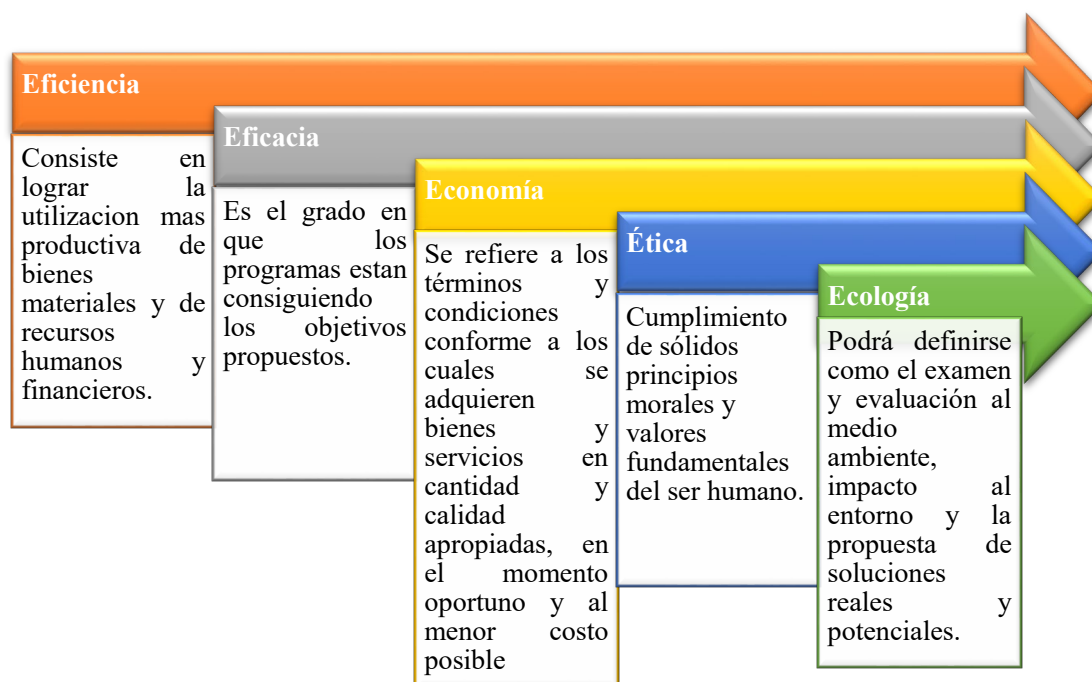 Eficiencia
Consiste en
lograr la
utilizacion mas
productiva de
bienes
materiales y de
recursos
humanos y
financieros.
Eficacia
Es el grado en
que los
programas estan
consiguiendo
los objetivos
propuestos.
Economía
Se refiere a los
términos y
condiciones
conforme a los
cuales se
adquieren
bienes y
servicios en
cantidad y
calidad
apropiadas, en
el momento
oportuno y al
menor costo
posible
Ética
Cumplimiento
de sólidos
principios
morales y
valores
fundamentales
del ser humano.
Ecología
Podrá definirse
como el examen
y evaluación al
medio
ambiente,
impacto al
entorno y la
propuesta de
soluciones
reales y
potenciales.